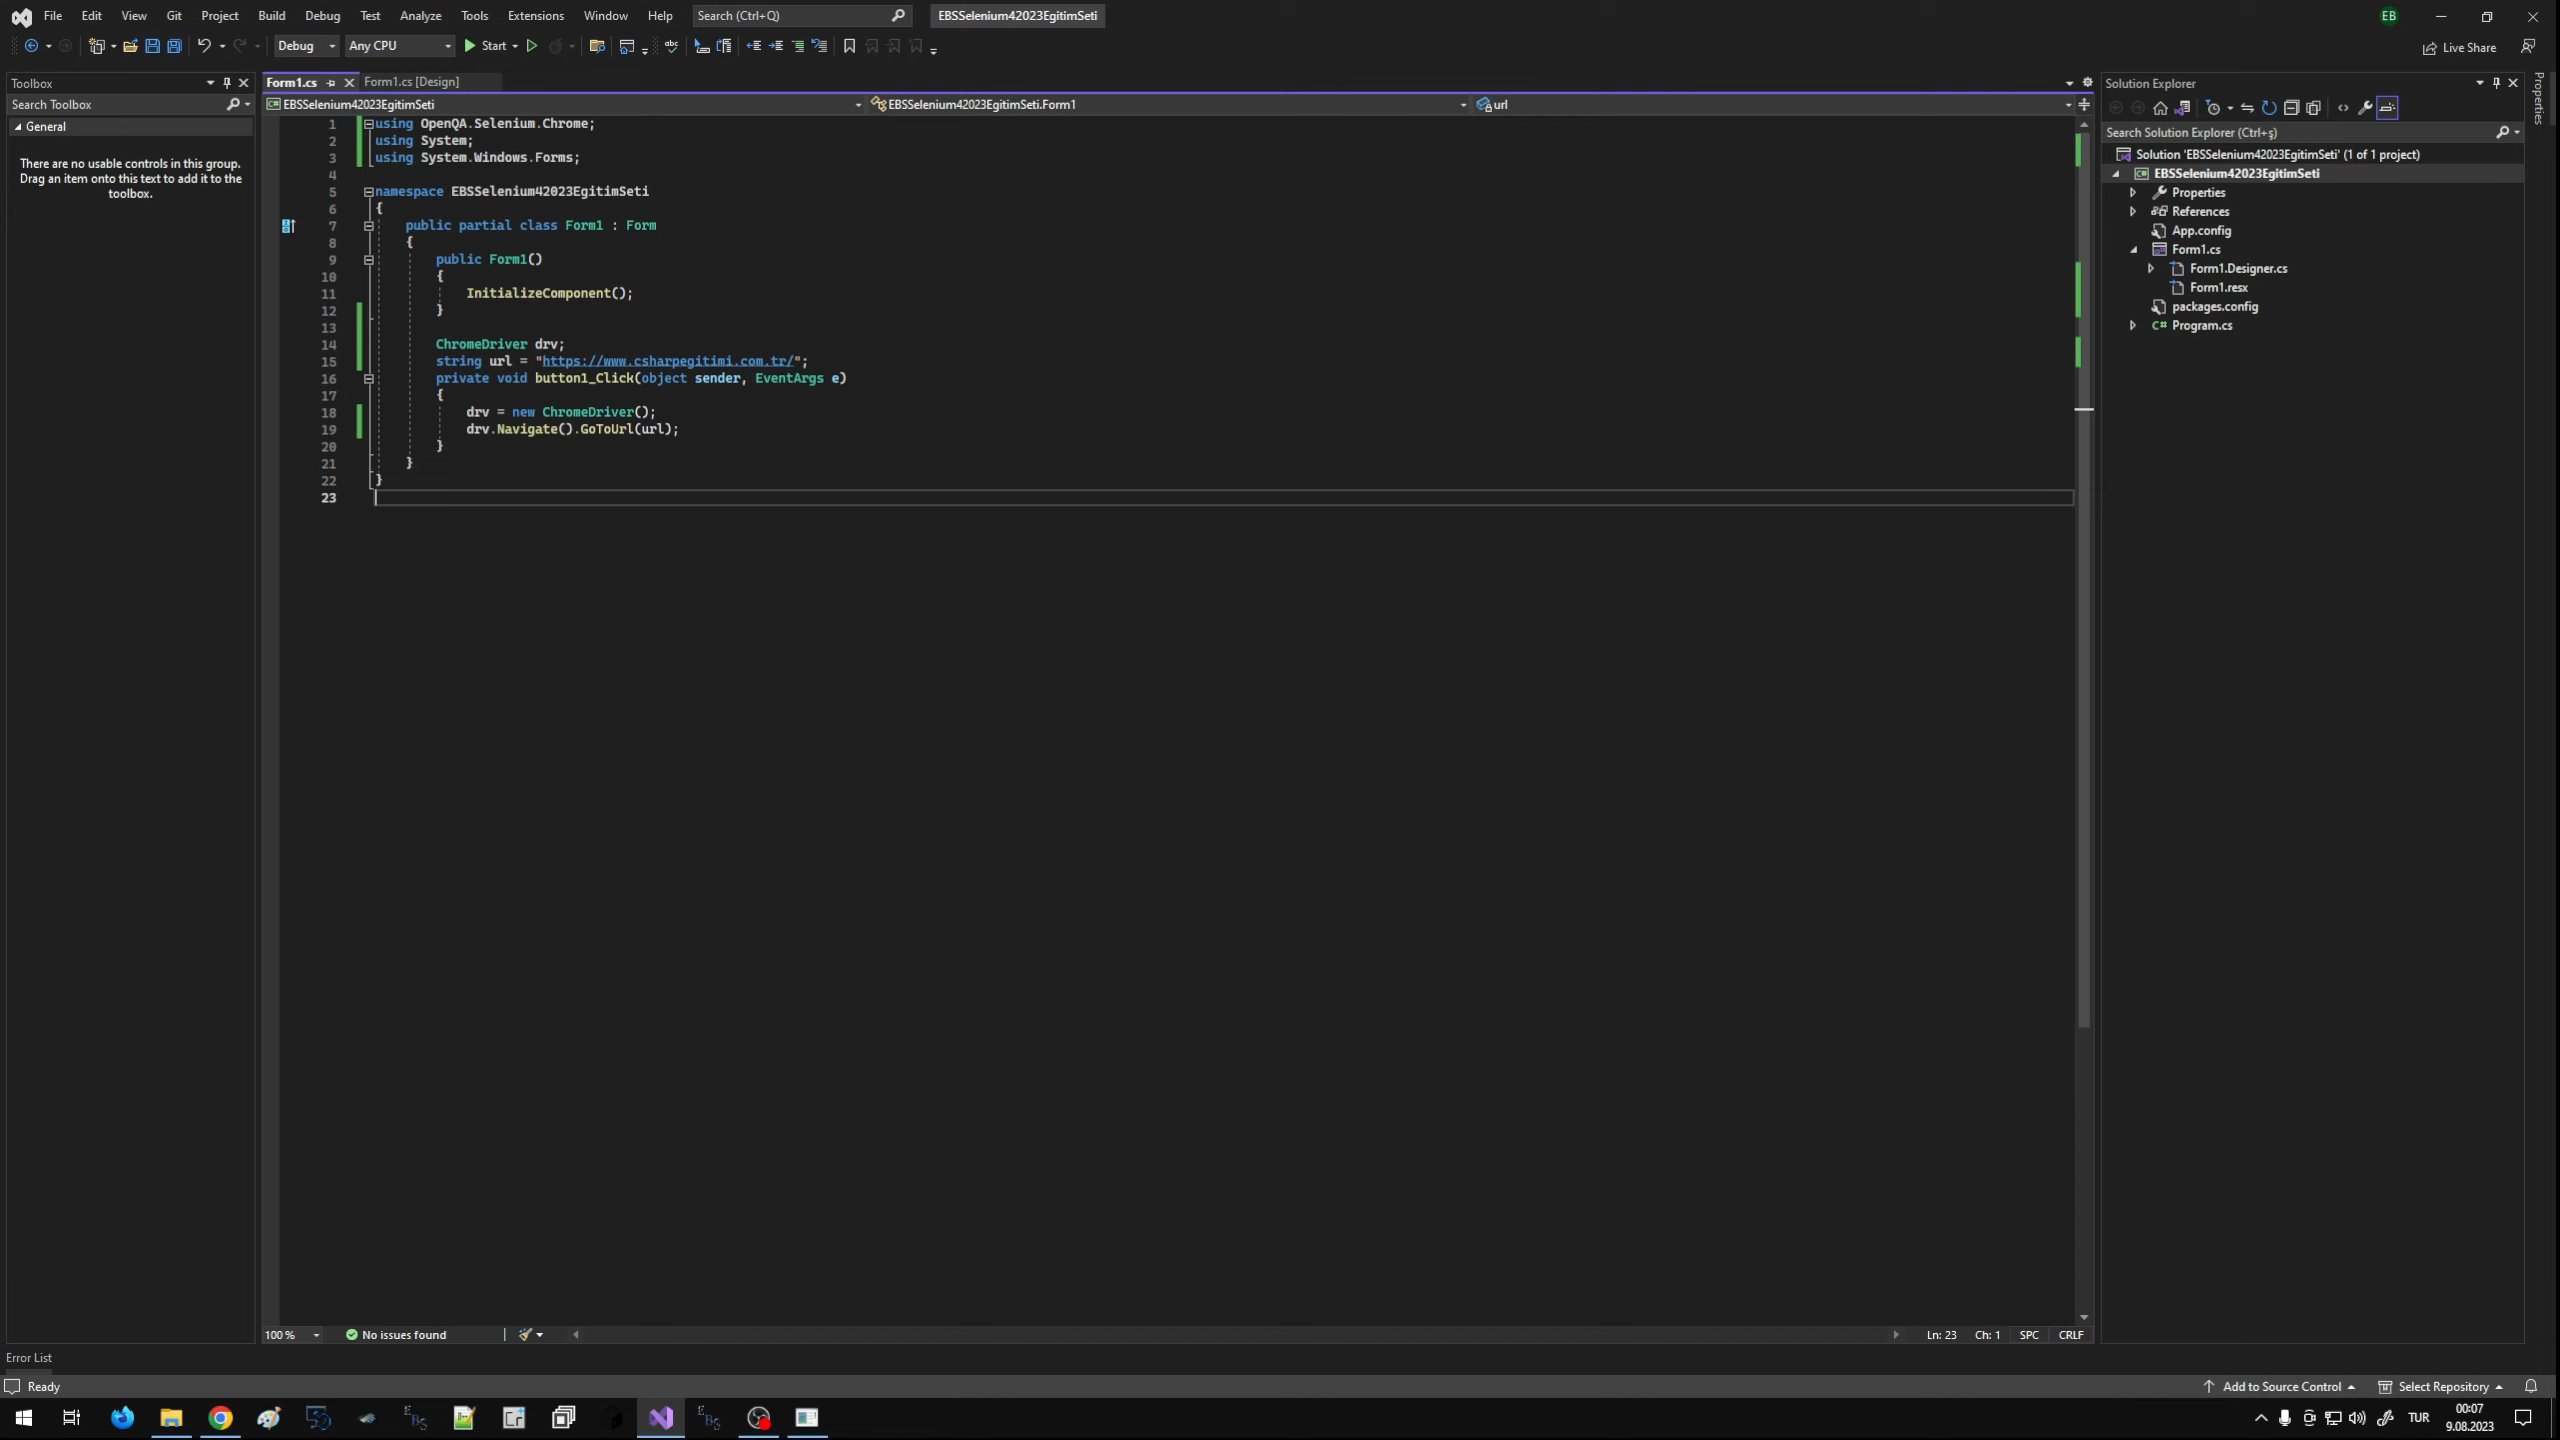 File Edit View Git Project Build Debug Test Analyze Tools Extensions Window Help Search (Ctrl+Q) EBSSelenium42023EgitimSeti EB
Debug Any CPU Start Live Share
Toolbox
Search Toolbox
General
There are no usable controls in this group.
Drag an item onto this text to add it to the
toolbox.
Form1.cs Form1.cs [Design]
EBSSelenium42023EgitimSeti EBSSelenium42023EgitimSeti.Form1 url
1 using OpenQA.Selenium.Chrome;
2 using System;
3 using System.Windows.Forms;
4
5 namespace EBSSelenium42023EgitimSeti
6 {
7 public partial class Form1 : Form
8 {
9 public Form1()
10 {
11 InitializeComponent();
12 }
13
14 ChromeDriver drv;
15 string url = "https://www.csharpegitimi.com.tr/";
16 private void button1_Click(object sender, EventArgs e)
17 {
18 drv = new ChromeDriver();
19 drv.Navigate().GoToUrl(url);
20 }
21 }
22 }
23
100 % No issues found Ln: 23 Ch: 1 SPC CRLF
Solution Explorer
Search Solution Explorer (Ctrl+ş)
Solution 'EBSSelenium42023EgitimSeti' (1 of 1 project)
EBSSelenium42023EgitimSeti
Properties
References
App.config
Form1.cs
Form1.Designer.cs
Form1.resx
packages.config
Program.cs
Properties
Error List
Ready Add to Source Control Select Repository
TUR 00:07
9.08.2023